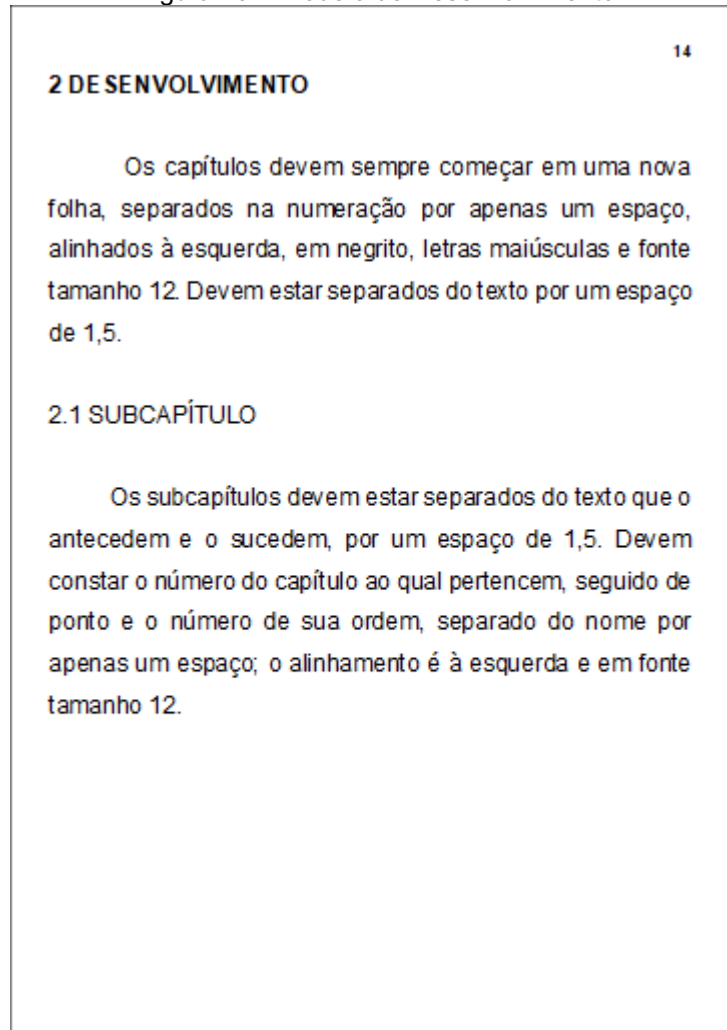 14
2 DESENVOLVIMENTO
Os capítulos devem sempre começar em uma nova
folha, separados na numeração por apenas um espaço,
alinhados à esquerda, em negrito, letras maiúsculas e fonte
tamanho 12. Devem estar separados do texto por um espaço
de 1,5.
2.1 SUBCAPÍTULO
Os subcapítulos devem estar separados do texto que o
antecedem e o sucedem, por um espaço de 1,5. Devem
constar o número do capítulo ao qual pertencem, seguido de
ponto e o número de sua ordem, separado do nome por
apenas um espaço; o alinhamento é à esquerda e em fonte
tamanho 12.